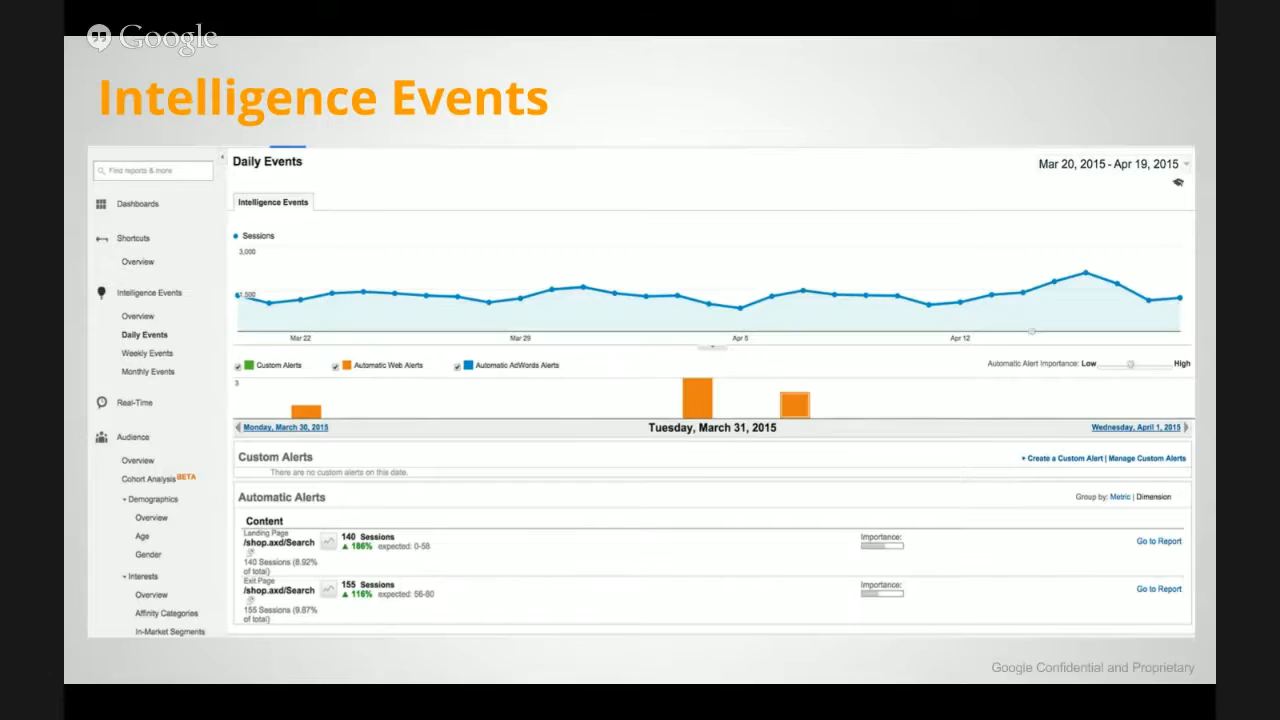 Google
Intelligence Events
Find reports & more
Dashboards
Shortcuts
Overview
Intelligence Events
Overview
Daily Events
Weekly Events
Monthly Events
Real-Time
Audience
Overview
Cohort Analysis BETA
Demographics
Overview
Age
Gender
Interests
Overview
Affinity Categories
In-Market Segments
Daily Events
Mar 20, 2015 - Apr 19, 2015
Intelligence Events
Sessions
3,000
1,500
Mar 22 Mar 29 Apr 5 Apr 12
Custom Alerts Automatic Web Alerts Automatic AdWords Alerts
Automatic Alert Importance: Low High
3
Monday, March 30, 2015 Tuesday, March 31, 2015 Wednesday, April 1, 2015
Custom Alerts
+ Create a Custom Alert | Manage Custom Alerts
There are no custom alerts on this date.
Automatic Alerts
Group by: Metric | Dimension
Content
Landing Page
/shop.axd/Search
140 Sessions (8.92%
of total)
140 Sessions
186% expected: 0-58
Importance:
Go to Report
Exit Page
/shop.axd/Search
155 Sessions (9.87%
of total)
155 Sessions
116% expected: 56-80
Importance:
Go to Report
Google Confidential and Proprietary